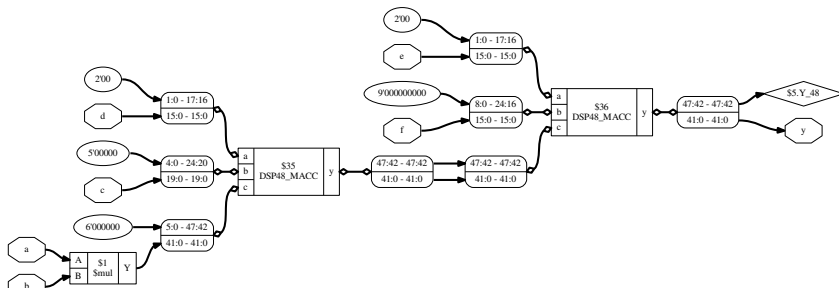 2'00
1:0 - 17:16
e
15:0 - 15:0
2'00
1:0 - 17:16
d
15:0 - 15:0
9'000000000
8:0 - 24:16
f
15:0 - 15:0
a
b
c
$36
DSP48_MACC
y
47:42 - 47:42
41:0 - 41:0
$5.Y_48
y
5'00000
4:0 - 24:20
c
19:0 - 19:0
a
b
c
$35
DSP48_MACC
y
47:42 - 47:42
41:0 - 41:0
47:42 - 47:42
41:0 - 41:0
6'000000
5:0 - 47:42
41:0 - 41:0
a
b
A
B
$1
$mul
Y